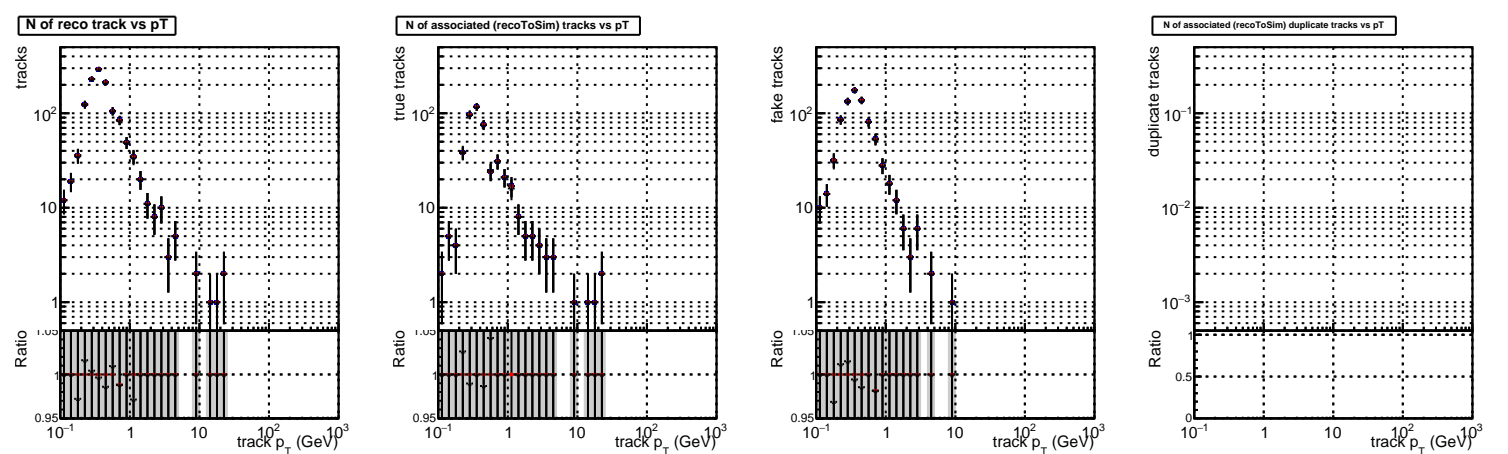 N of reco track vs pT
tracks
10²
10
1
Ratio
1.05
1
0.95
10⁻¹ 1 10 10² 10³
track p_T (GeV)
N of associated (recoToSim) tracks vs pT
true tracks
10²
10
1
Ratio
1.05
1
0.95
10⁻¹ 1 10 10² 10³
track p_T (GeV)
fake tracks
10²
10
1
Ratio
1.05
1
0.95
10⁻¹ 1 10 10² 10³
track p_T (GeV)
N of associated (recoToSim) duplicate tracks vs pT
duplicate tracks
10⁻¹
10⁻²
10⁻³
Ratio
1
0.5
0
10⁻¹ 1 10 10² 10³
track p_T (GeV)